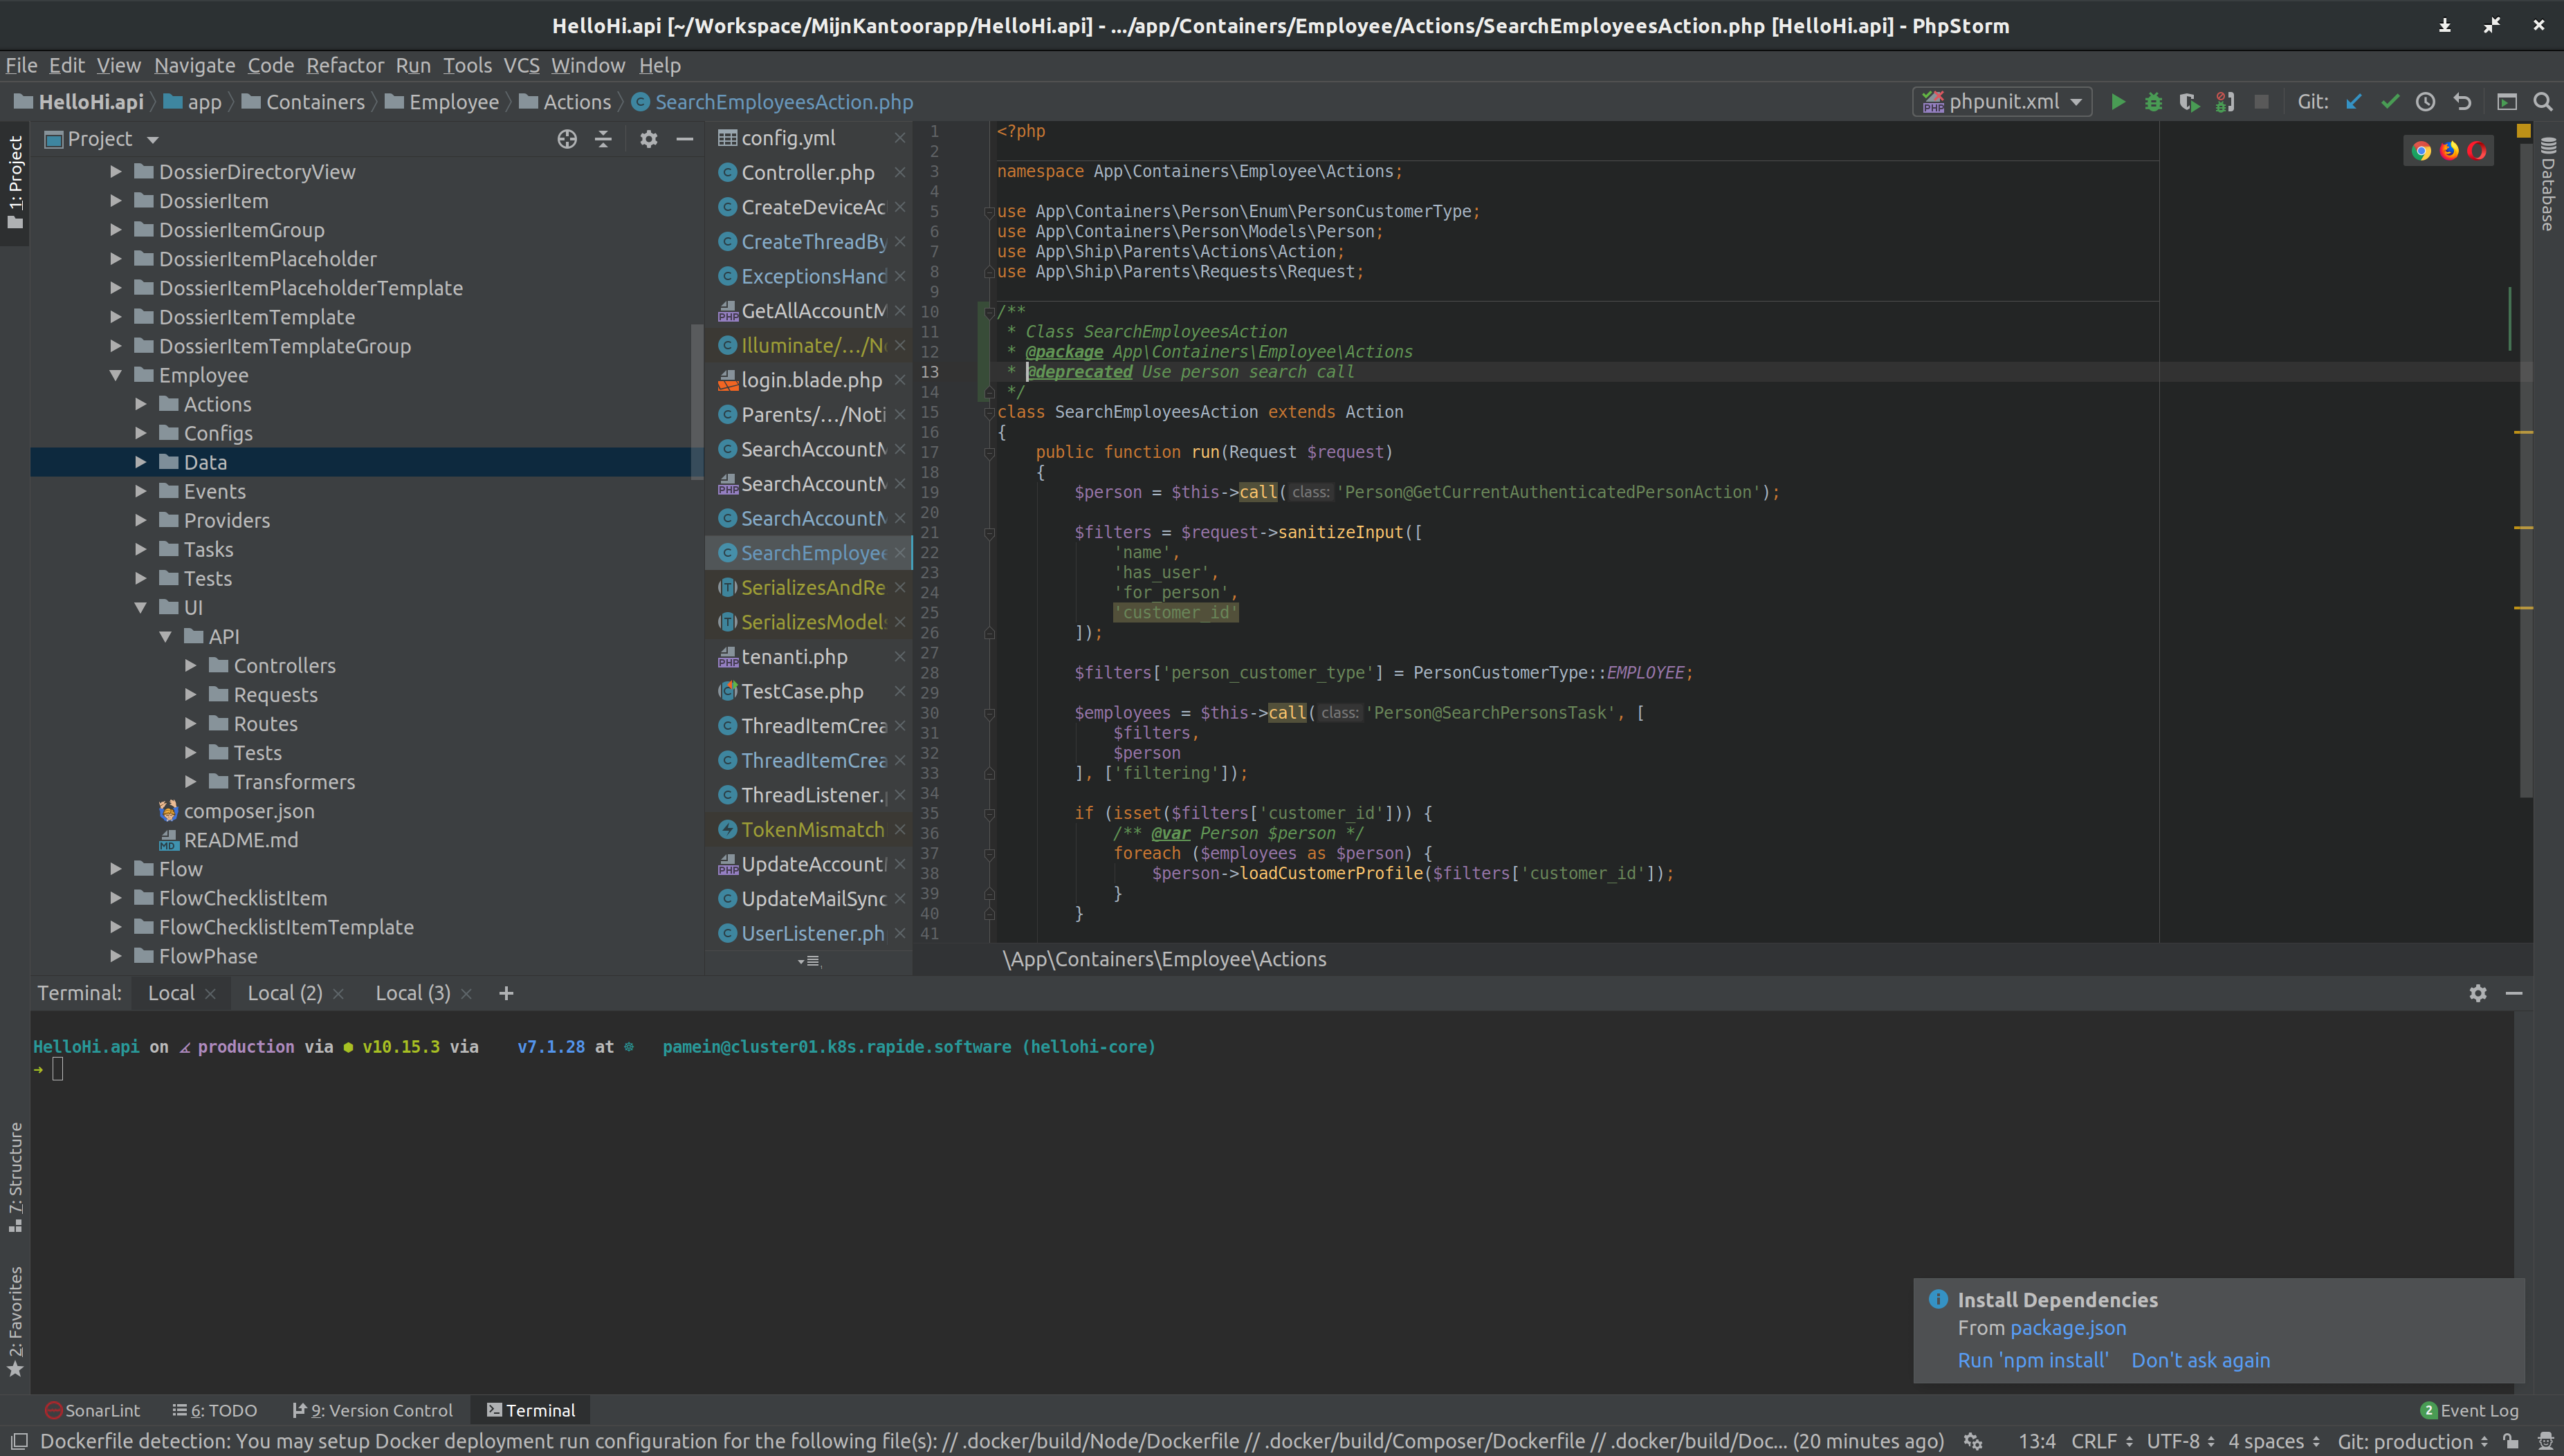 HelloHi.api [~/Workspace/MijnKantoorapp/HelloHi.api] - .../app/Containers/Employee/Actions/SearchEmployeesAction.php [HelloHi.api] - PhpStorm
File Edit View Navigate Code Refactor Run Tools VCS Window Help
HelloHi.api app Containers Employee Actions SearchEmployeesAction.php
phpunit.xml
Git:
1: Project
7: Structure
2: Favorites
Project
DossierDirectoryView
DossierItem
DossierItemGroup
DossierItemPlaceholder
DossierItemPlaceholderTemplate
DossierItemTemplate
DossierItemTemplateGroup
Employee
Actions
Configs
Data
Events
Providers
Tasks
Tests
UI
API
Controllers
Requests
Routes
Tests
Transformers
composer.json
README.md
Flow
FlowChecklistItem
FlowChecklistItemTemplate
FlowPhase
config.yml
Controller.php
CreateDeviceAc
CreateThreadBy
ExceptionsHand
GetAllAccountM
Illuminate/.../No
login.blade.php
Parents/.../Noti
SearchAccountM
SearchAccountM
SearchAccountM
SearchEmployee
SerializesAndRe
SerializesModels
tenanti.php
TestCase.php
ThreadItemCrea
ThreadItemCrea
ThreadListener.p
TokenMismatch
UpdateAccount
UpdateMailSync
UserListener.ph
1 <?php
2
3 namespace App\Containers\Employee\Actions;
4
5 use App\Containers\Person\Enum\PersonCustomerType;
6 use App\Containers\Person\Models\Person;
7 use App\Ship\Parents\Actions\Action;
8 use App\Ship\Parents\Requests\Request;
9
10 /**
11 * Class SearchEmployeesAction
12 * @package App\Containers\Employee\Actions
13 * @deprecated Use person search call
14 */
15 class SearchEmployeesAction extends Action
16 {
17 public function run(Request $request)
18 {
19 $person = $this->call( class: 'Person@GetCurrentAuthenticatedPersonAction');
20
21 $filters = $request->sanitizeInput([
22 'name',
23 'has_user',
24 'for_person',
25 'customer_id'
26 ]);
27
28 $filters['person_customer_type'] = PersonCustomerType::EMPLOYEE;
29
30 $employees = $this->call( class: 'Person@SearchPersonsTask', [
31 $filters,
32 $person
33 ], ['filtering']);
34
35 if (isset($filters['customer_id'])) {
36 /** @var Person $person */
37 foreach ($employees as $person) {
38 $person->loadCustomerProfile($filters['customer_id']);
39 }
40 }
41
\App\Containers\Employee\Actions
Database
Terminal: Local Local (2) Local (3)
HelloHi.api on production via v10.15.3 via v7.1.28 at pamein@cluster01.k8s.rapide.software (hellohi-core)
➜
Install Dependencies
From package.json
Run 'npm install' Don't ask again
SonarLint 6: TODO 9: Version Control Terminal 2 Event Log
Dockerfile detection: You may setup Docker deployment run configuration for the following file(s): // .docker/build/Node/Dockerfile // .docker/build/Composer/Dockerfile // .docker/build/Doc... (20 minutes ago) 13:4 CRLF UTF-8 4 spaces Git: production